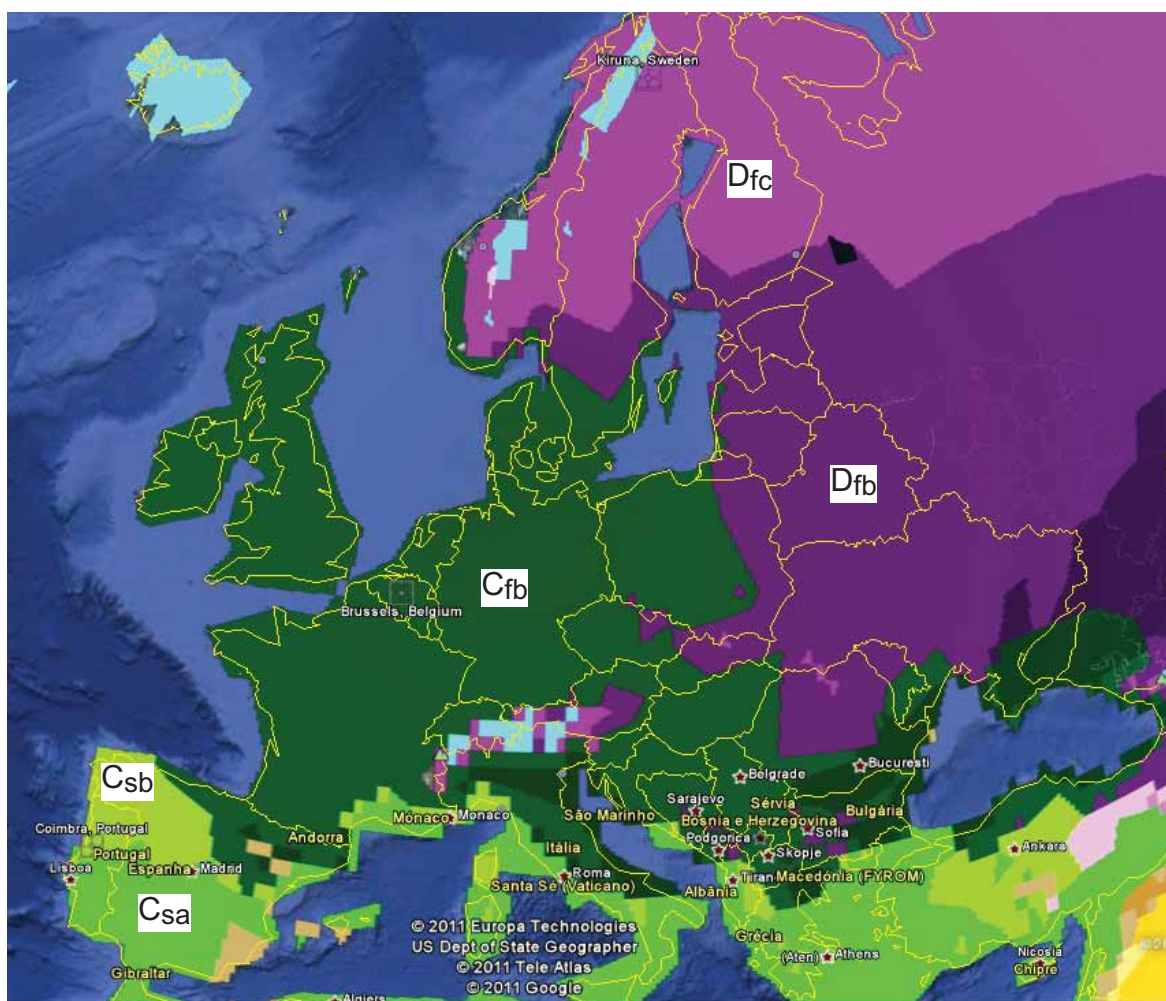 Kiruna, Sweden
Dfc
Dfb
Cfb
Brussels, Belgium
Csb
Bucuresti
Belgrade
Sarajevo
Sérvia
Mónaco
Monaco
São Marinho
Bósnia e Herzegovina
Bulgária
Coimbra, Portugal
Andorra
Sofia
Portugal
Itália
Podgorica
Skopje
Ankara
Lisboa
Espanha
Madrid
Roma
Santa Sé (Vaticano)
Tiran
Macedónia (FYROM)
Albânia
Csa
© 2011 Europa Technologies
US Dept of State Geographer
© 2011 Tele Atlas
© 2011 Google
Grécia
(Aten)
Athens
Nicosia
Chipre
Gibraltar
Algiers